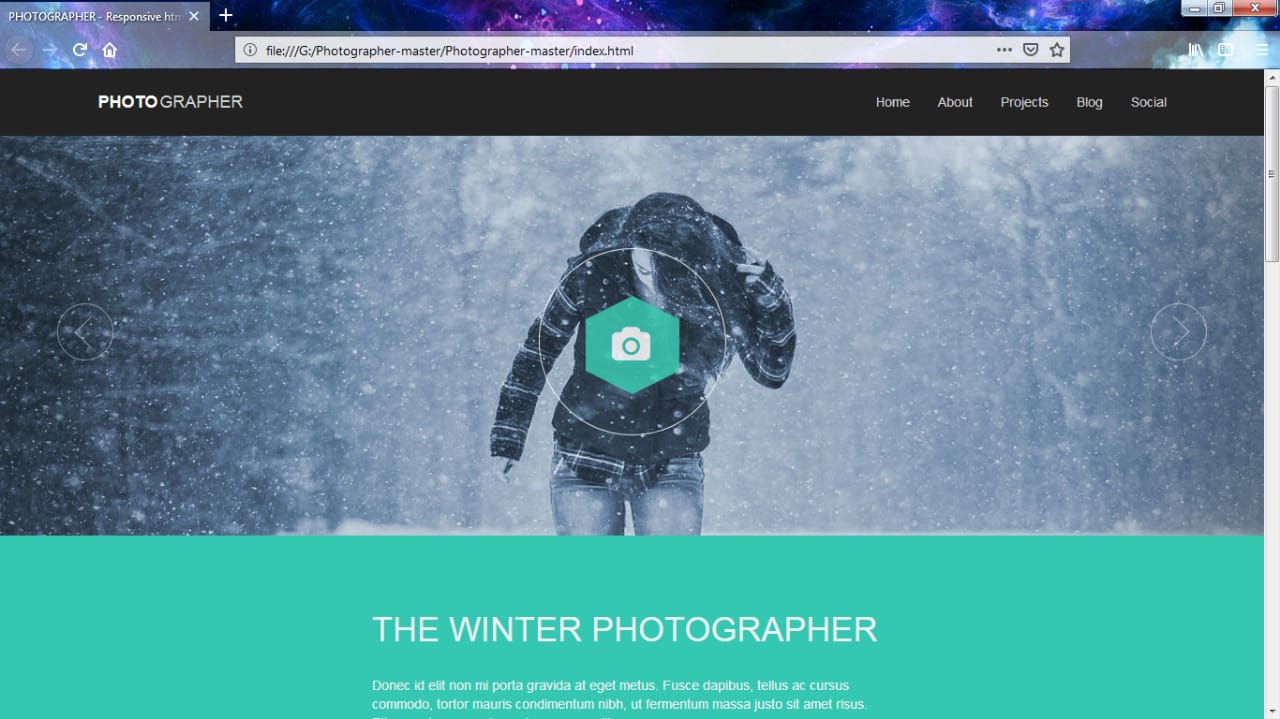 PHOTOGRAPHER - Responsive htm
file:///G:/Photographer-master/Photographer-master/index.html
PHOTOGRAPHER
Home About Projects Blog Social
THE WINTER PHOTOGRAPHER
Donec id elit non mi porta gravida at eget metus. Fusce dapibus, tellus ac cursus
commodo, tortor mauris condimentum nibh, ut fermentum massa justo sit amet risus.